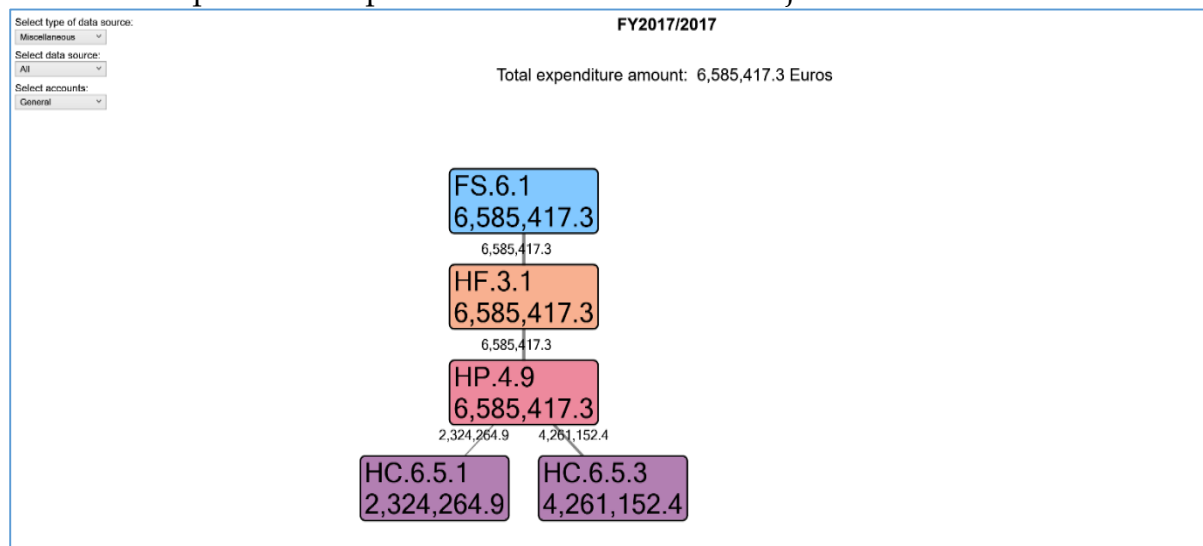 Select type of data source:
Miscellaneous
Select data source:
All
Select accounts:
General
FY2017/2017
Total expenditure amount: 6,585,417.3 Euros
FS.6.1
6,585,417.3
6,585,417.3
HF.3.1
6,585,417.3
6,585,417.3
HP.4.9
6,585,417.3
2,324,264.9 4,261,152.4
HC.6.5.1
2,324,264.9
HC.6.5.3
4,261,152.4